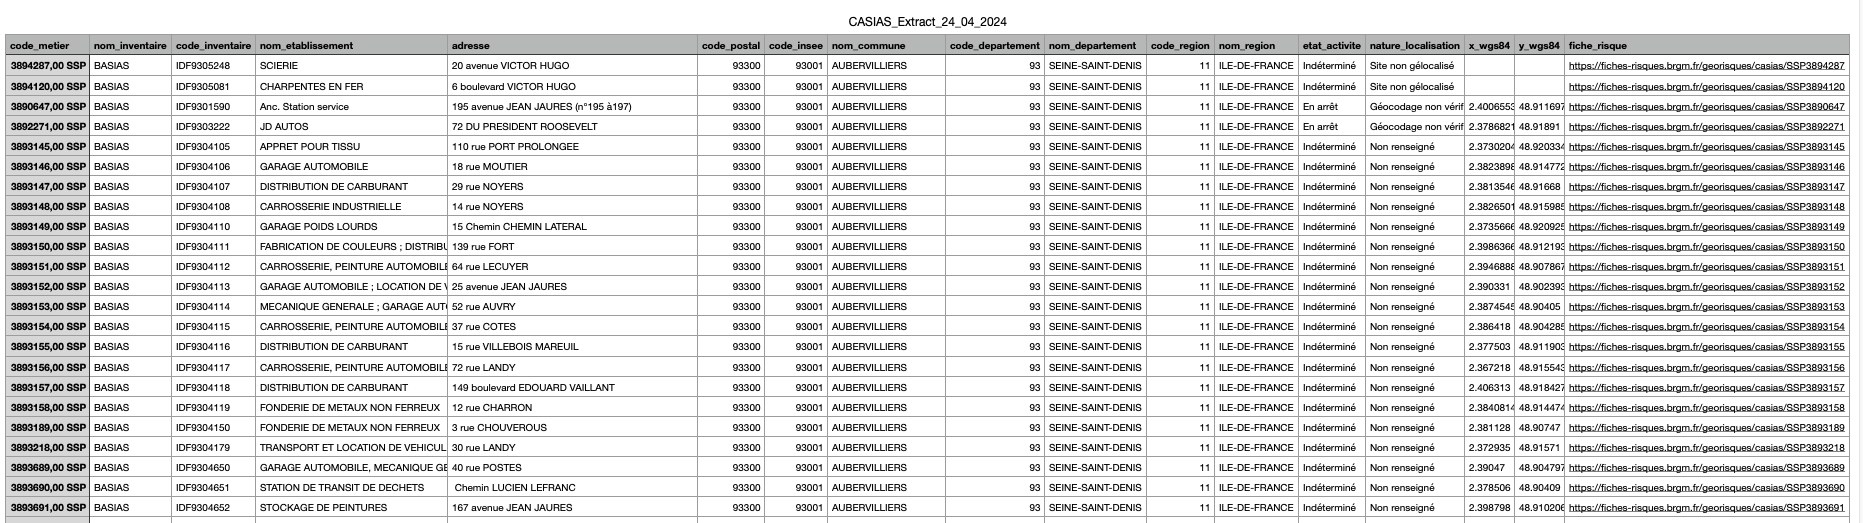 CASIAS_Extract_24_04_2024
code_metier nom_inventaire code_inventaire nom_etablissement adresse code_postal code_insee nom_commune code_departement nom_departement code_region nom_region etat_activite nature_localisation x_wgs84 y_wgs84 fiche_risque
3894287,00 SSP BASIAS IDF9305248 SCIERIE 20 avenue VICTOR HUGO 93300 93001 AUBERVILLIERS 93 SEINE-SAINT-DENIS 11 ILE-DE-FRANCE Indéterminé Site non gélocalisé https://fiches-risques.brgm.fr/georisques/casias/SSP3894287
3894120,00 SSP BASIAS IDF9305081 CHARPENTES EN FER 6 boulevard VICTOR HUGO 93300 93001 AUBERVILLIERS 93 SEINE-SAINT-DENIS 11 ILE-DE-FRANCE Indéterminé Site non gélocalisé https://fiches-risques.brgm.fr/georisques/casias/SSP3894120
3890647,00 SSP BASIAS IDF9301590 Anc. Station service 195 avenue JEAN JAURES (n°195 à197) 93300 93001 AUBERVILLIERS 93 SEINE-SAINT-DENIS 11 ILE-DE-FRANCE En arrêt Géocodage non vérif 2.4006553 48.911697 https://fiches-risques.brgm.fr/georisques/casias/SSP3890647
3892271,00 SSP BASIAS IDF9303222 JD AUTOS 72 DU PRESIDENT ROOSEVELT 93300 93001 AUBERVILLIERS 93 SEINE-SAINT-DENIS 11 ILE-DE-FRANCE En arrêt Géocodage non vérif 2.3786821 48.91891 https://fiches-risques.brgm.fr/georisques/casias/SSP3892271
3893145,00 SSP BASIAS IDF9304105 APPRET POUR TISSU 110 rue PORT PROLONGEE 93300 93001 AUBERVILLIERS 93 SEINE-SAINT-DENIS 11 ILE-DE-FRANCE Indéterminé Non renseigné 2.3730204 48.920334 https://fiches-risques.brgm.fr/georisques/casias/SSP3893145
3893146,00 SSP BASIAS IDF9304106 GARAGE AUTOMOBILE 18 rue MOUTIER 93300 93001 AUBERVILLIERS 93 SEINE-SAINT-DENIS 11 ILE-DE-FRANCE Indéterminé Non renseigné 2.3823898 48.914772 https://fiches-risques.brgm.fr/georisques/casias/SSP3893146
3893147,00 SSP BASIAS IDF9304107 DISTRIBUTION DE CARBURANT 29 rue NOYERS 93300 93001 AUBERVILLIERS 93 SEINE-SAINT-DENIS 11 ILE-DE-FRANCE Indéterminé Non renseigné 2.3813546 48.91668 https://fiches-risques.brgm.fr/georisques/casias/SSP3893147
3893148,00 SSP BASIAS IDF9304108 CARROSSERIE INDUSTRIELLE 14 rue NOYERS 93300 93001 AUBERVILLIERS 93 SEINE-SAINT-DENIS 11 ILE-DE-FRANCE Indéterminé Non renseigné 2.3826501 48.915985 https://fiches-risques.brgm.fr/georisques/casias/SSP3893148
3893149,00 SSP BASIAS IDF9304110 GARAGE POIDS LOURDS 15 Chemin CHEMIN LATERAL 93300 93001 AUBERVILLIERS 93 SEINE-SAINT-DENIS 11 ILE-DE-FRANCE Indéterminé Non renseigné 2.3735666 48.920925 https://fiches-risques.brgm.fr/georisques/casias/SSP3893149
3893150,00 SSP BASIAS IDF9304111 FABRICATION DE COULEURS ; DISTRIBU 139 rue FORT 93300 93001 AUBERVILLIERS 93 SEINE-SAINT-DENIS 11 ILE-DE-FRANCE Indéterminé Non renseigné 2.3986366 48.912193 https://fiches-risques.brgm.fr/georisques/casias/SSP3893150
3893151,00 SSP BASIAS IDF9304112 CARROSSERIE, PEINTURE AUTOMOBILE 64 rue LECUYER 93300 93001 AUBERVILLIERS 93 SEINE-SAINT-DENIS 11 ILE-DE-FRANCE Indéterminé Non renseigné 2.3946888 48.907867 https://fiches-risques.brgm.fr/georisques/casias/SSP3893151
3893152,00 SSP BASIAS IDF9304113 GARAGE AUTOMOBILE ; LOCATION DE V 25 avenue JEAN JAURES 93300 93001 AUBERVILLIERS 93 SEINE-SAINT-DENIS 11 ILE-DE-FRANCE Indéterminé Non renseigné 2.390331 48.902393 https://fiches-risques.brgm.fr/georisques/casias/SSP3893152
3893153,00 SSP BASIAS IDF9304114 MECANIQUE GENERALE ; GARAGE AUT 52 rue AUVRY 93300 93001 AUBERVILLIERS 93 SEINE-SAINT-DENIS 11 ILE-DE-FRANCE Indéterminé Non renseigné 2.3874545 48.90405 https://fiches-risques.brgm.fr/georisques/casias/SSP3893153
3893154,00 SSP BASIAS IDF9304115 CARROSSERIE, PEINTURE AUTOMOBILE 37 rue COTES 93300 93001 AUBERVILLIERS 93 SEINE-SAINT-DENIS 11 ILE-DE-FRANCE Indéterminé Non renseigné 2.386418 48.904285 https://fiches-risques.brgm.fr/georisques/casias/SSP3893154
3893155,00 SSP BASIAS IDF9304116 DISTRIBUTION DE CARBURANT 15 rue VILLEBOIS MAREUIL 93300 93001 AUBERVILLIERS 93 SEINE-SAINT-DENIS 11 ILE-DE-FRANCE Indéterminé Non renseigné 2.377503 48.911903 https://fiches-risques.brgm.fr/georisques/casias/SSP3893155
3893156,00 SSP BASIAS IDF9304117 CARROSSERIE, PEINTURE AUTOMOBILE 72 rue LANDY 93300 93001 AUBERVILLIERS 93 SEINE-SAINT-DENIS 11 ILE-DE-FRANCE Indéterminé Non renseigné 2.367218 48.915543 https://fiches-risques.brgm.fr/georisques/casias/SSP3893156
3893157,00 SSP BASIAS IDF9304118 DISTRIBUTION DE CARBURANT 149 boulevard EDOUARD VAILLANT 93300 93001 AUBERVILLIERS 93 SEINE-SAINT-DENIS 11 ILE-DE-FRANCE Indéterminé Non renseigné 2.406313 48.918427 https://fiches-risques.brgm.fr/georisques/casias/SSP3893157
3893158,00 SSP BASIAS IDF9304119 FONDERIE DE METAUX NON FERREUX 12 rue CHARRON 93300 93001 AUBERVILLIERS 93 SEINE-SAINT-DENIS 11 ILE-DE-FRANCE Indéterminé Non renseigné 2.3840814 48.914474 https://fiches-risques.brgm.fr/georisques/casias/SSP3893158
3893189,00 SSP BASIAS IDF9304150 FONDERIE DE METAUX NON FERREUX 3 rue CHOUVEROUS 93300 93001 AUBERVILLIERS 93 SEINE-SAINT-DENIS 11 ILE-DE-FRANCE Indéterminé Non renseigné 2.381128 48.90747 https://fiches-risques.brgm.fr/georisques/casias/SSP3893189
3893218,00 SSP BASIAS IDF9304179 TRANSPORT ET LOCATION DE VEHICUL 30 rue LANDY 93300 93001 AUBERVILLIERS 93 SEINE-SAINT-DENIS 11 ILE-DE-FRANCE Indéterminé Non renseigné 2.372935 48.91571 https://fiches-risques.brgm.fr/georisques/casias/SSP3893218
3893689,00 SSP BASIAS IDF9304650 GARAGE AUTOMOBILE, MECANIQUE GE 40 rue POSTES 93300 93001 AUBERVILLIERS 93 SEINE-SAINT-DENIS 11 ILE-DE-FRANCE Indéterminé Non renseigné 2.39047 48.904797 https://fiches-risques.brgm.fr/georisques/casias/SSP3893689
3893690,00 SSP BASIAS IDF9304651 STATION DE TRANSIT DE DECHETS Chemin LUCIEN LEFRANC 93300 93001 AUBERVILLIERS 93 SEINE-SAINT-DENIS 11 ILE-DE-FRANCE Indéterminé Non renseigné 2.378506 48.90409 https://fiches-risques.brgm.fr/georisques/casias/SSP3893690
3893691,00 SSP BASIAS IDF9304652 STOCKAGE DE PEINTURES 167 avenue JEAN JAURES 93300 93001 AUBERVILLIERS 93 SEINE-SAINT-DENIS 11 ILE-DE-FRANCE Indéterminé Non renseigné 2.398798 48.910206 https://fiches-risques.brgm.fr/georisques/casias/SSP3893691